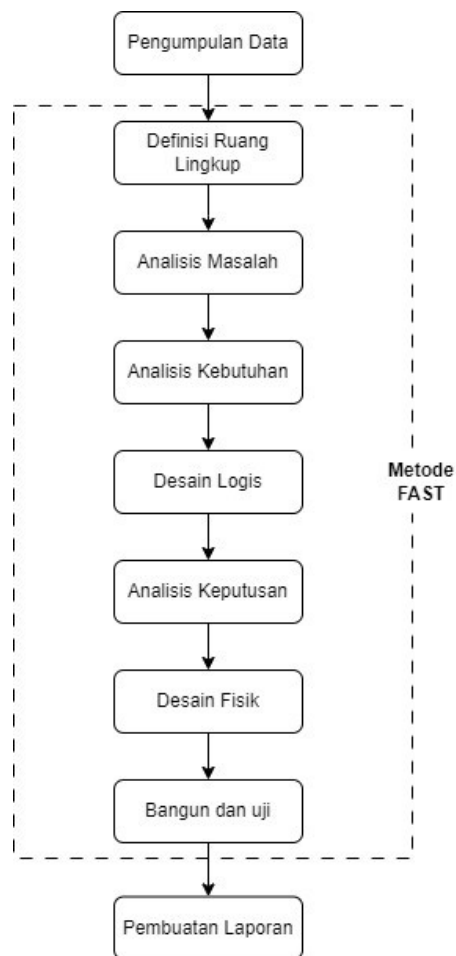 Pengumpulan Data
Definisi Ruang
Lingkup
Analisis Masalah
Analisis Kebutuhan
Desain Logis
Metode
FAST
Analisis Keputusan
Desain Fisik
Bangun dan uji
Pembuatan Laporan